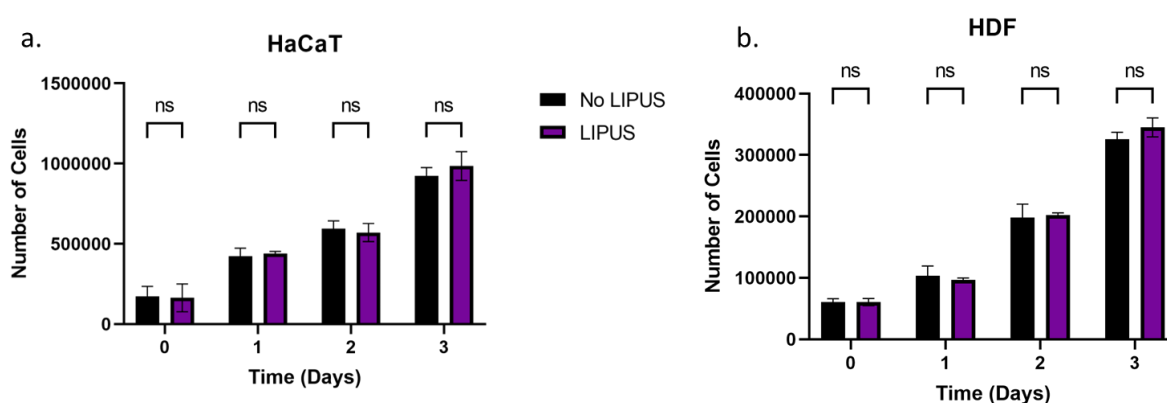 a.
HaCaT
1500000
1000000
500000
0
Number of Cells
ns ns ns ns
0 1 2 3
Time (Days)
No LIPUS
LIPUS
b.
HDF
400000
300000
200000
100000
0
Number of Cells
ns ns ns ns
0 1 2 3
Time (Days)